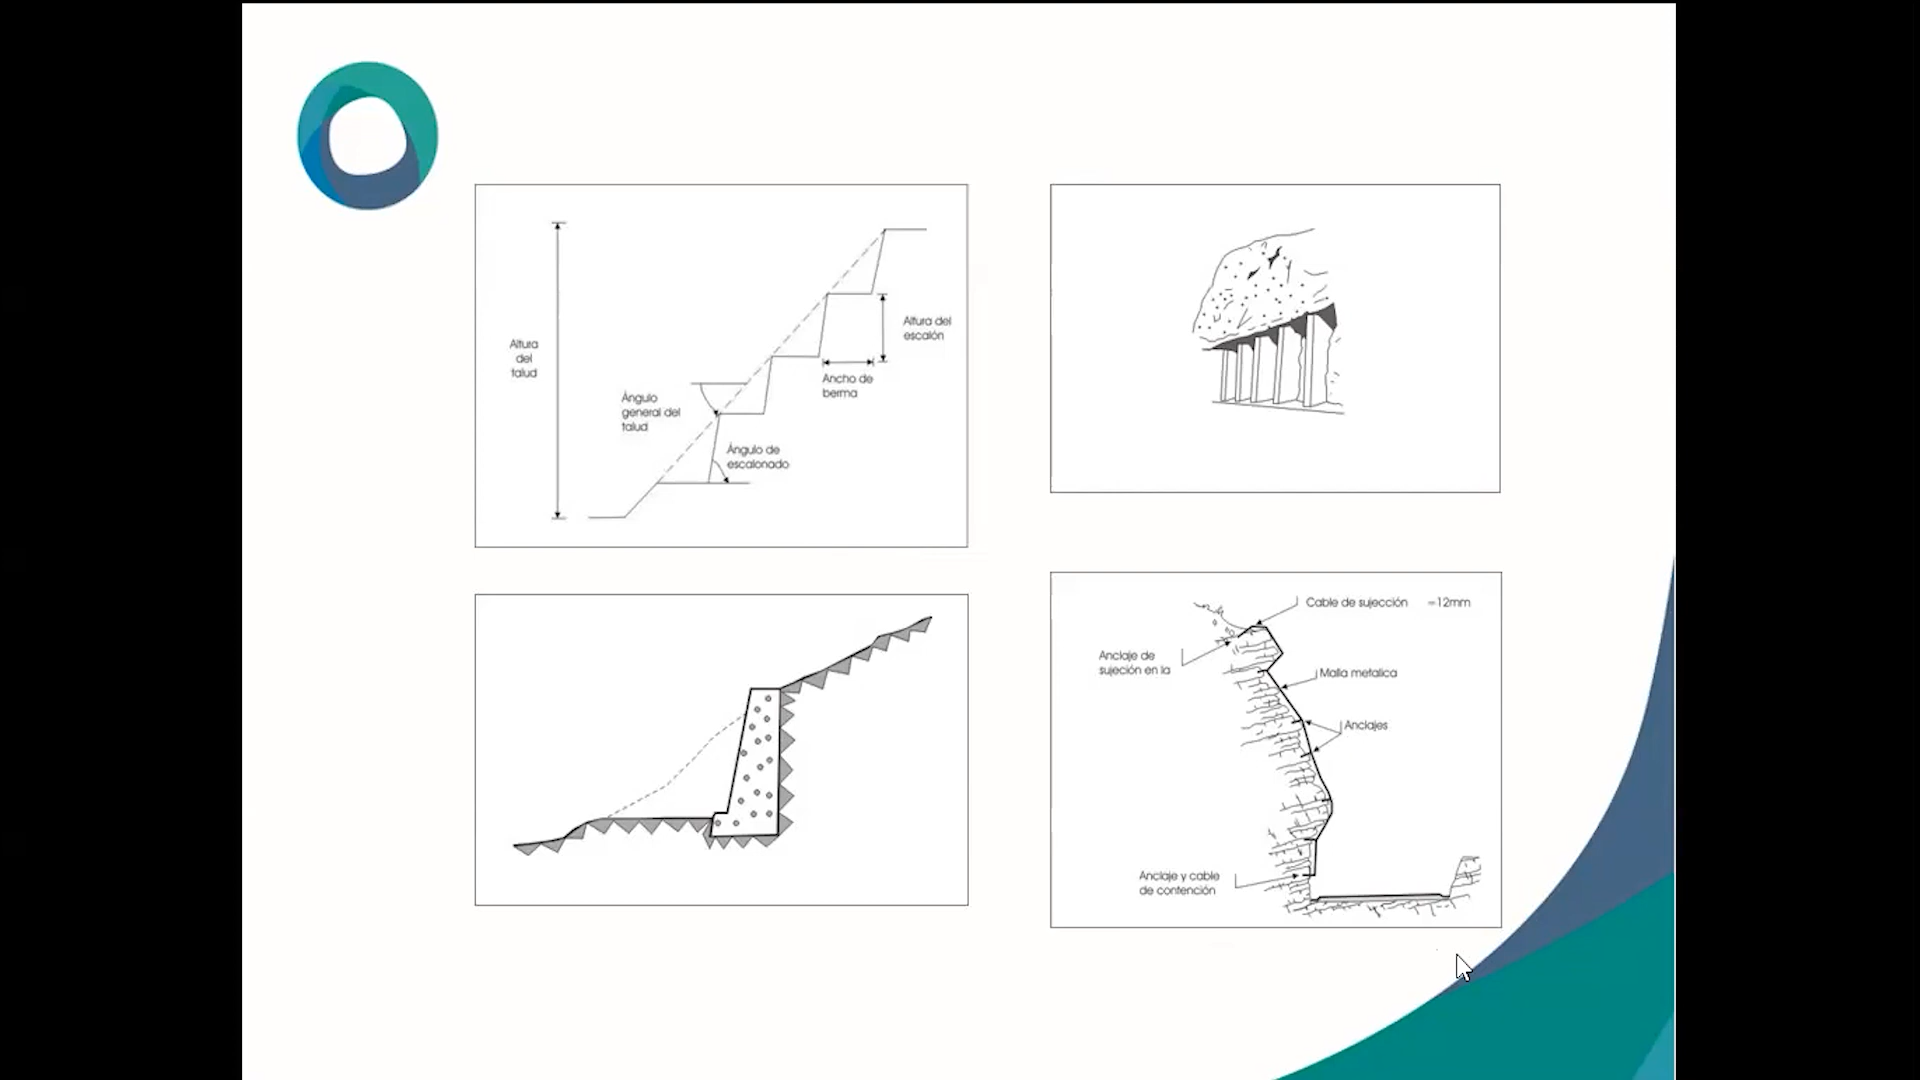 Altura
del
talud
Ángulo
general del
talud
Ángulo de
escalonado
Ancho de
berma
Altura del
escalón
Cable de sujección =12mm
Anclaje de
sujeción en la
Malla metalica
Anclajes
Anclaje y cable
de contención